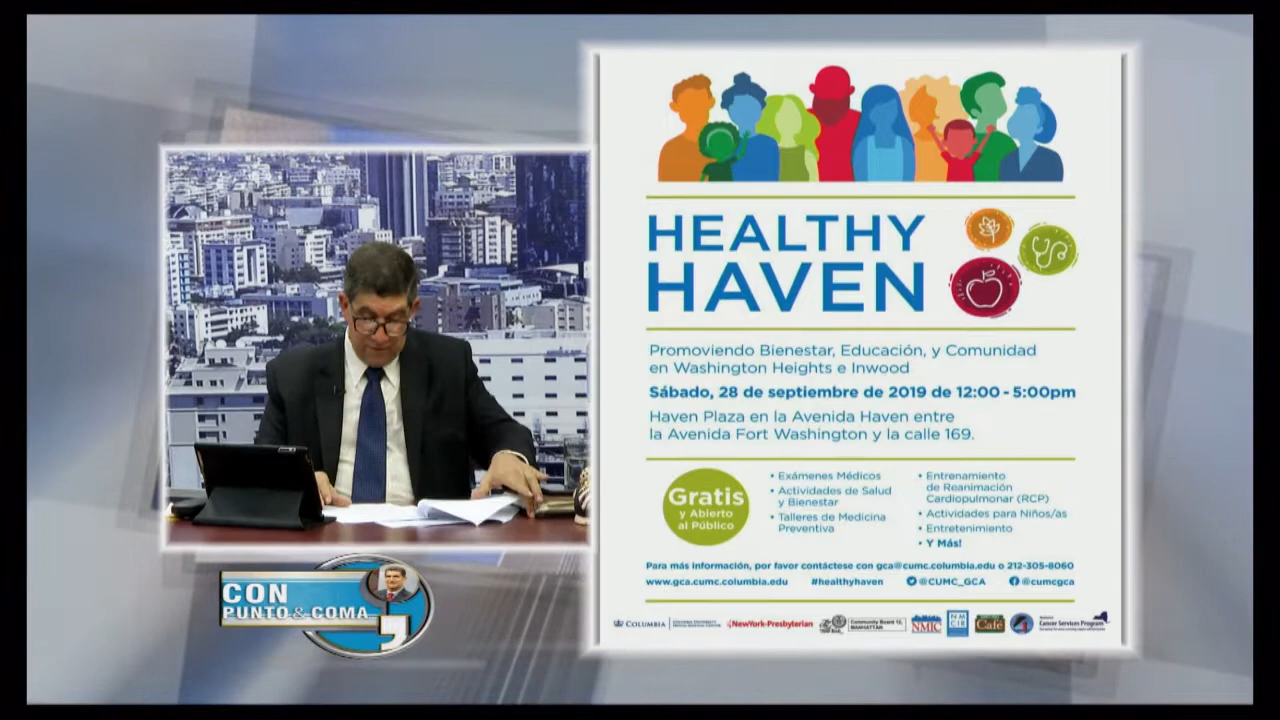 HEALTHY
HAVEN
Promoviendo Bienestar, Educación, y Comunidad
en Washington Heights e Inwood
Sábado, 28 de septiembre de 2019 de 12:00 - 5:00pm
Haven Plaza en la Avenida Haven entre
la Avenida Fort Washington y la calle 169.
Gratis
y Abierto
al Público
• Exámenes Médicos
• Actividades de Salud
y Bienestar
• Talleres de Medicina
Preventiva
• Entrenamiento
de Reanimación
Cardiopulmonar (RCP)
• Actividades para Niños/as
• Entretenimiento
• Y Más!
Para más información, por favor contáctese con gca@cumc.columbia.edu o 212-305-8060
www.gca.cumc.columbia.edu #healthyhaven @CUMC_GCA @cumcgca
COLUMBIA
COLUMBIA UNIVERSITY
NewYork-Presbyterian
Community Board 12,
MANHATTAN
NMIC
Café
Cancer Services Program
CON
PUNTO & COMA